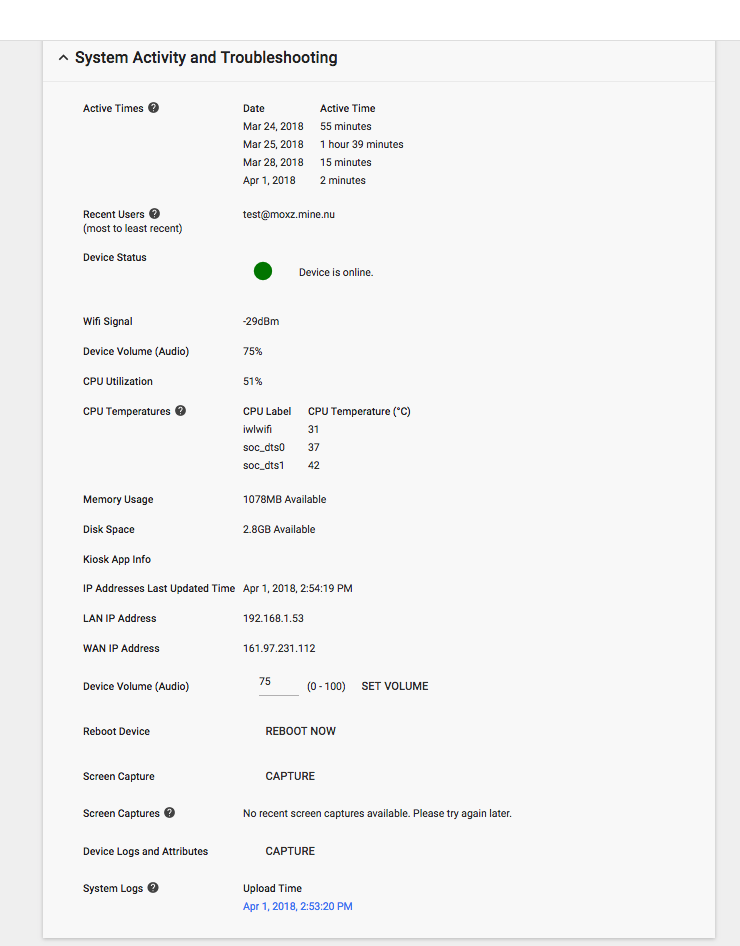 System Activity and Troubleshooting
Active Times ?
Date Active Time
Mar 24, 2018 55 minutes
Mar 25, 2018 1 hour 39 minutes
Mar 28, 2018 15 minutes
Apr 1, 2018 2 minutes
Recent Users ? test@moxz.mine.nu
(most to least recent)
Device Status
Device is online.
Wifi Signal -29dBm
Device Volume (Audio) 75%
CPU Utilization 51%
CPU Temperatures ? CPU Label CPU Temperature (°C)
iwlwifi 31
soc_dts0 37
soc_dts1 42
Memory Usage 1078MB Available
Disk Space 2.8GB Available
Kiosk App Info
IP Addresses Last Updated Time Apr 1, 2018, 2:54:19 PM
LAN IP Address 192.168.1.53
WAN IP Address 161.97.231.112
Device Volume (Audio) 75 (0 - 100) SET VOLUME
Reboot Device REBOOT NOW
Screen Capture CAPTURE
Screen Captures ? No recent screen captures available. Please try again later.
Device Logs and Attributes CAPTURE
System Logs ? Upload Time
Apr 1, 2018, 2:53:20 PM